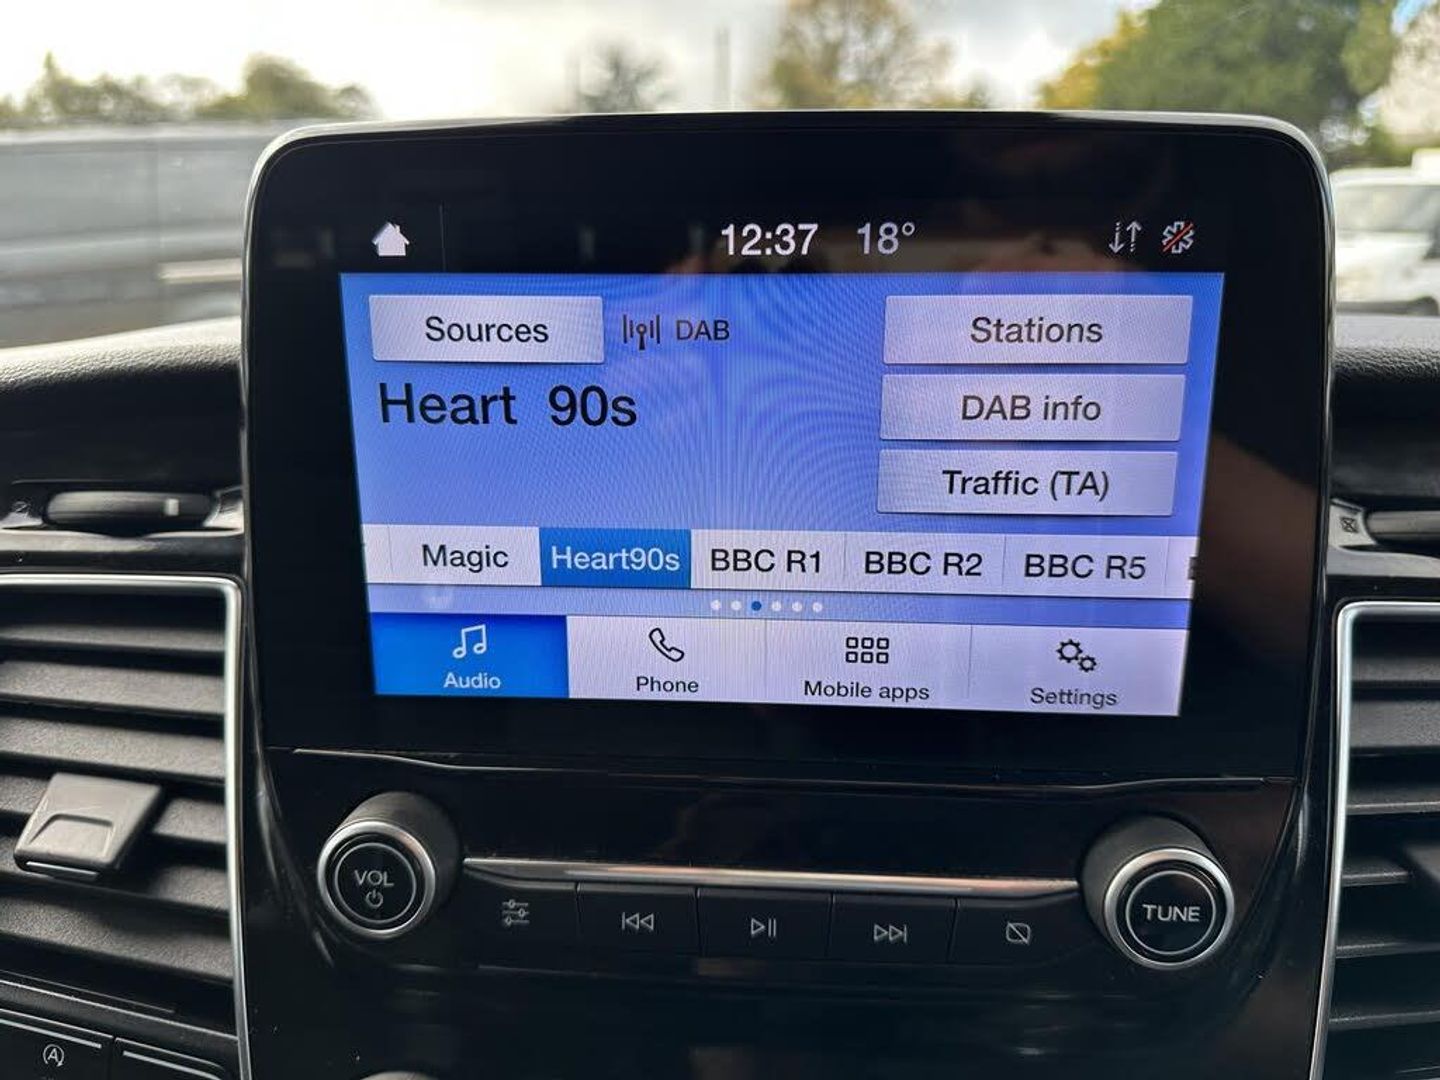 12:37 18°
Sources DAB Stations
Heart 90s
DAB info
Traffic (TA)
Magic Heart90s BBC R1 BBC R2 BBC R5
Audio Phone Mobile apps Settings
VOL
TUNE
A